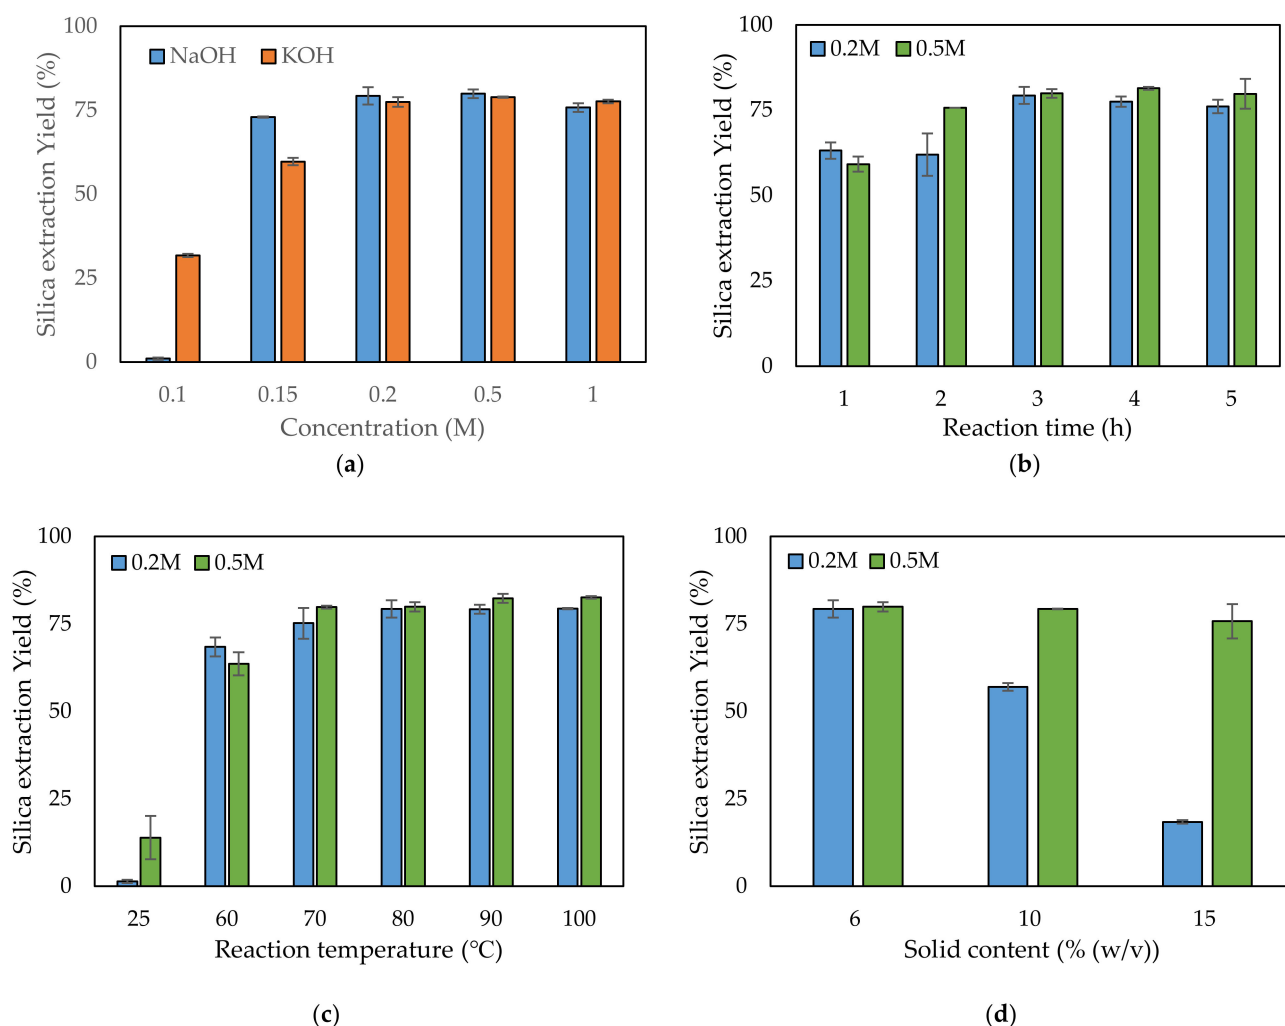 100
75
50
25
0
Silica extraction Yield (%)
NaOH KOH
0.1 0.15 0.2 0.5 1
Concentration (M)
(a)
100
75
50
25
0
Silica extraction Yield (%)
0.2M 0.5M
1 2 3 4 5
Reaction time (h)
(b)
100
75
50
25
0
Silica extraction Yield (%)
0.2M 0.5M
25 60 70 80 90 100
Reaction temperature (℃)
(c)
100
75
50
25
0
Silica extraction Yield (%)
0.2M 0.5M
6 10 15
Solid content (% (w/v))
(d)